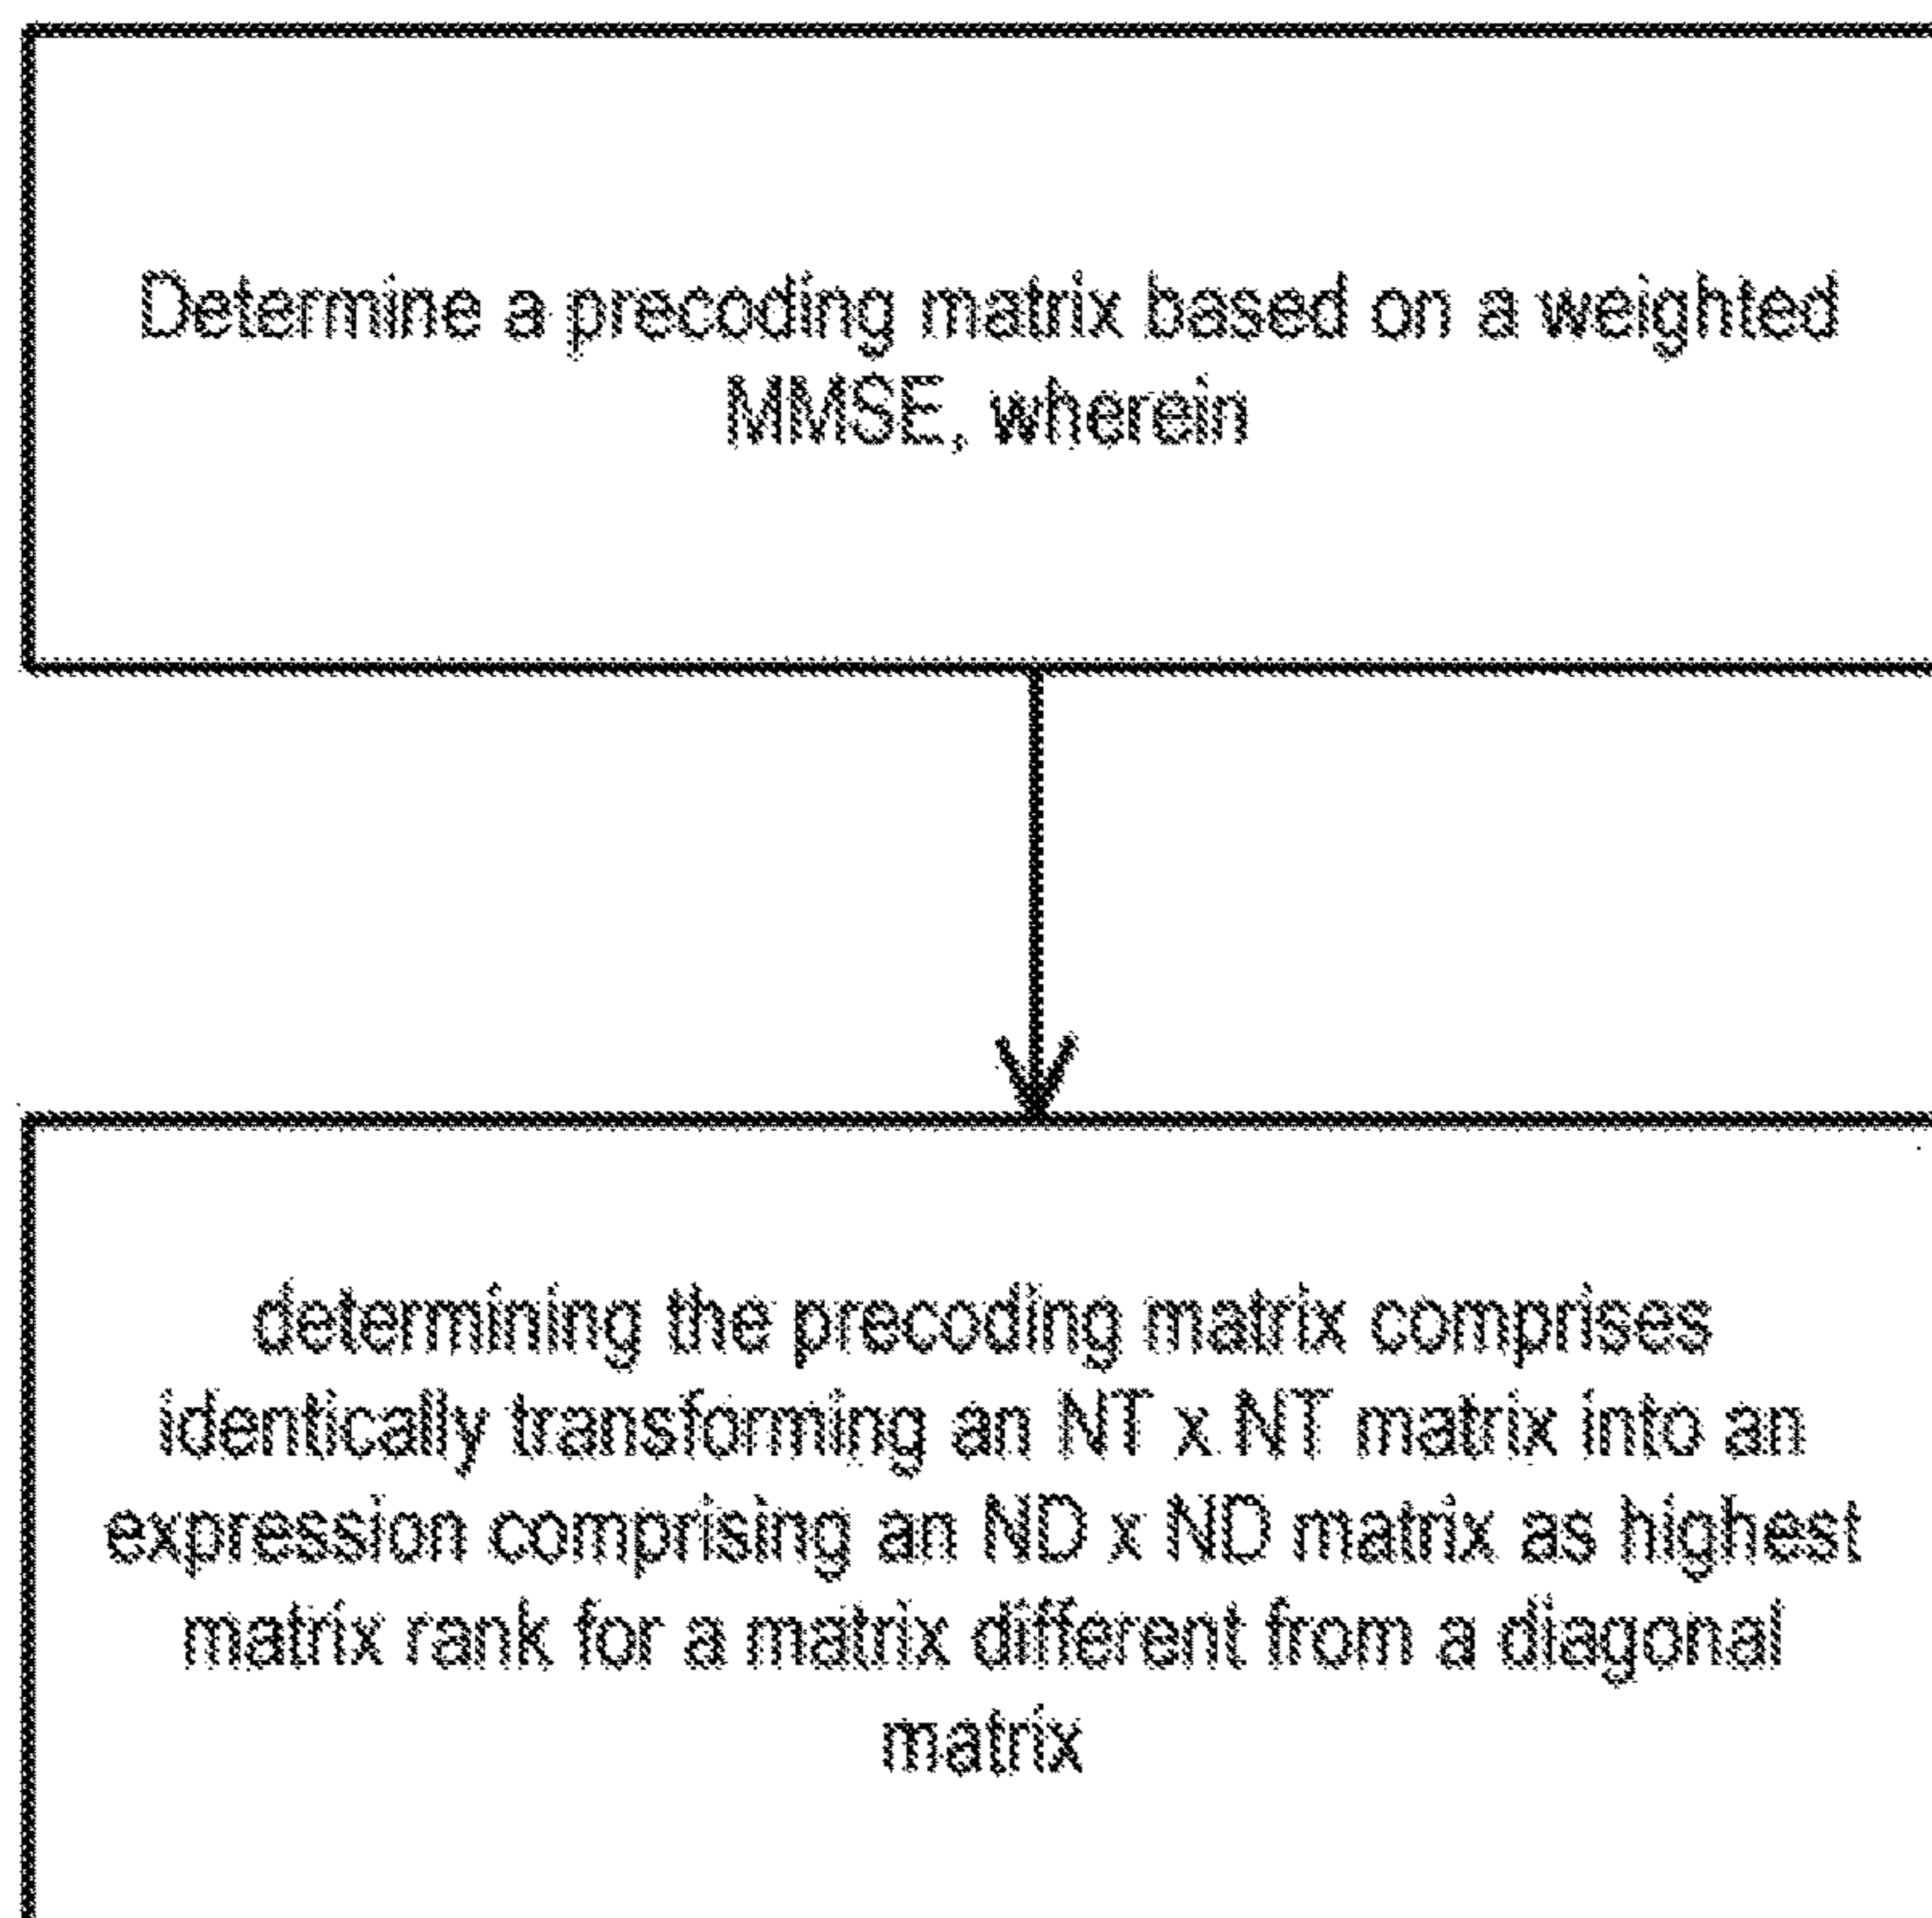 Determine a precoding matrix based on a weighted
MMSE, wherein
determining the precoding matrix comprises
identically transforming an NT x NT matrix into an
expression comprising an ND x ND matrix as highest
matrix rank for a matrix different from a diagonal
matrix